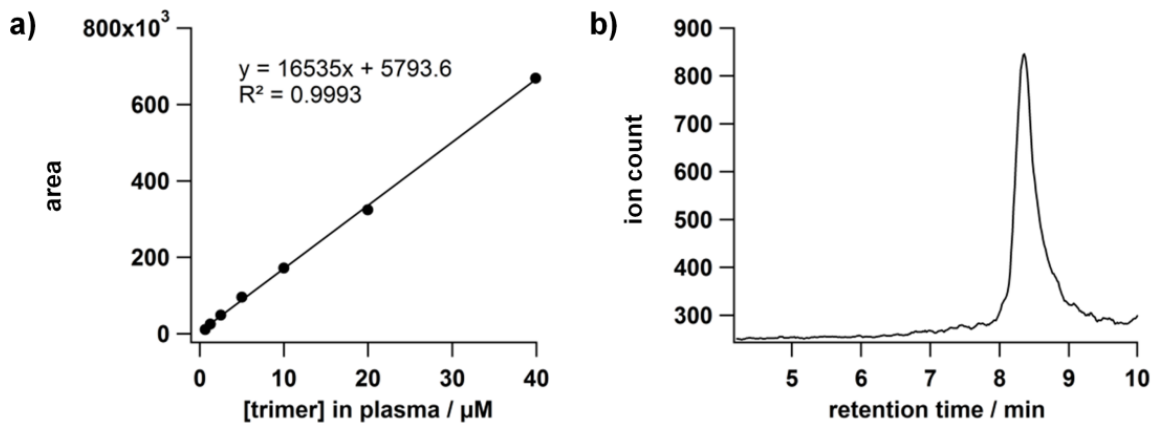 a)
800x10³
600
400
200
0
area
y = 16535x + 5793.6
R² = 0.9993
0 10 20 30 40
[trimer] in plasma / µM
b)
900
800
700
600
500
400
300
ion count
5 6 7 8 9 10
retention time / min